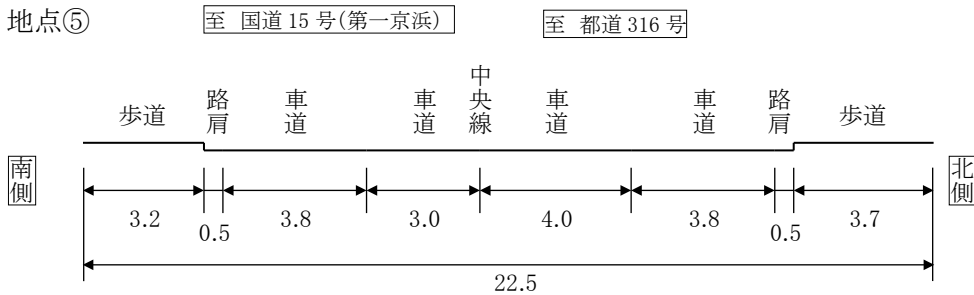 地点⑤
至 国道15号(第一京浜)
至 都道316号
歩道
路肩
車道
車道
中央線
車道
車道
路肩
歩道
南側
北側
3.2
0.5
3.8
3.0
4.0
3.8
0.5
3.7
22.5